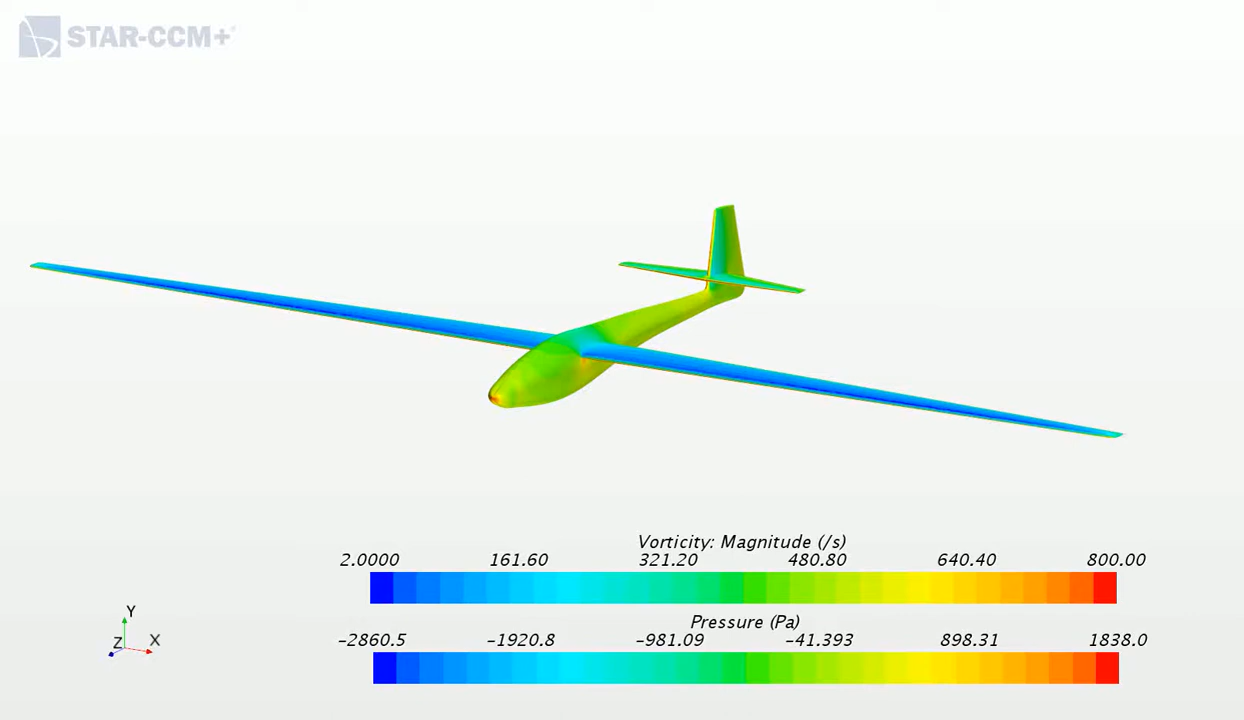 STAR-CCM+®
Vorticity: Magnitude (/s)
2.0000 161.60 321.20 480.80 640.40 800.00
Pressure (Pa)
-2860.5 -1920.8 -981.09 -41.393 898.31 1838.0
Y
Z X